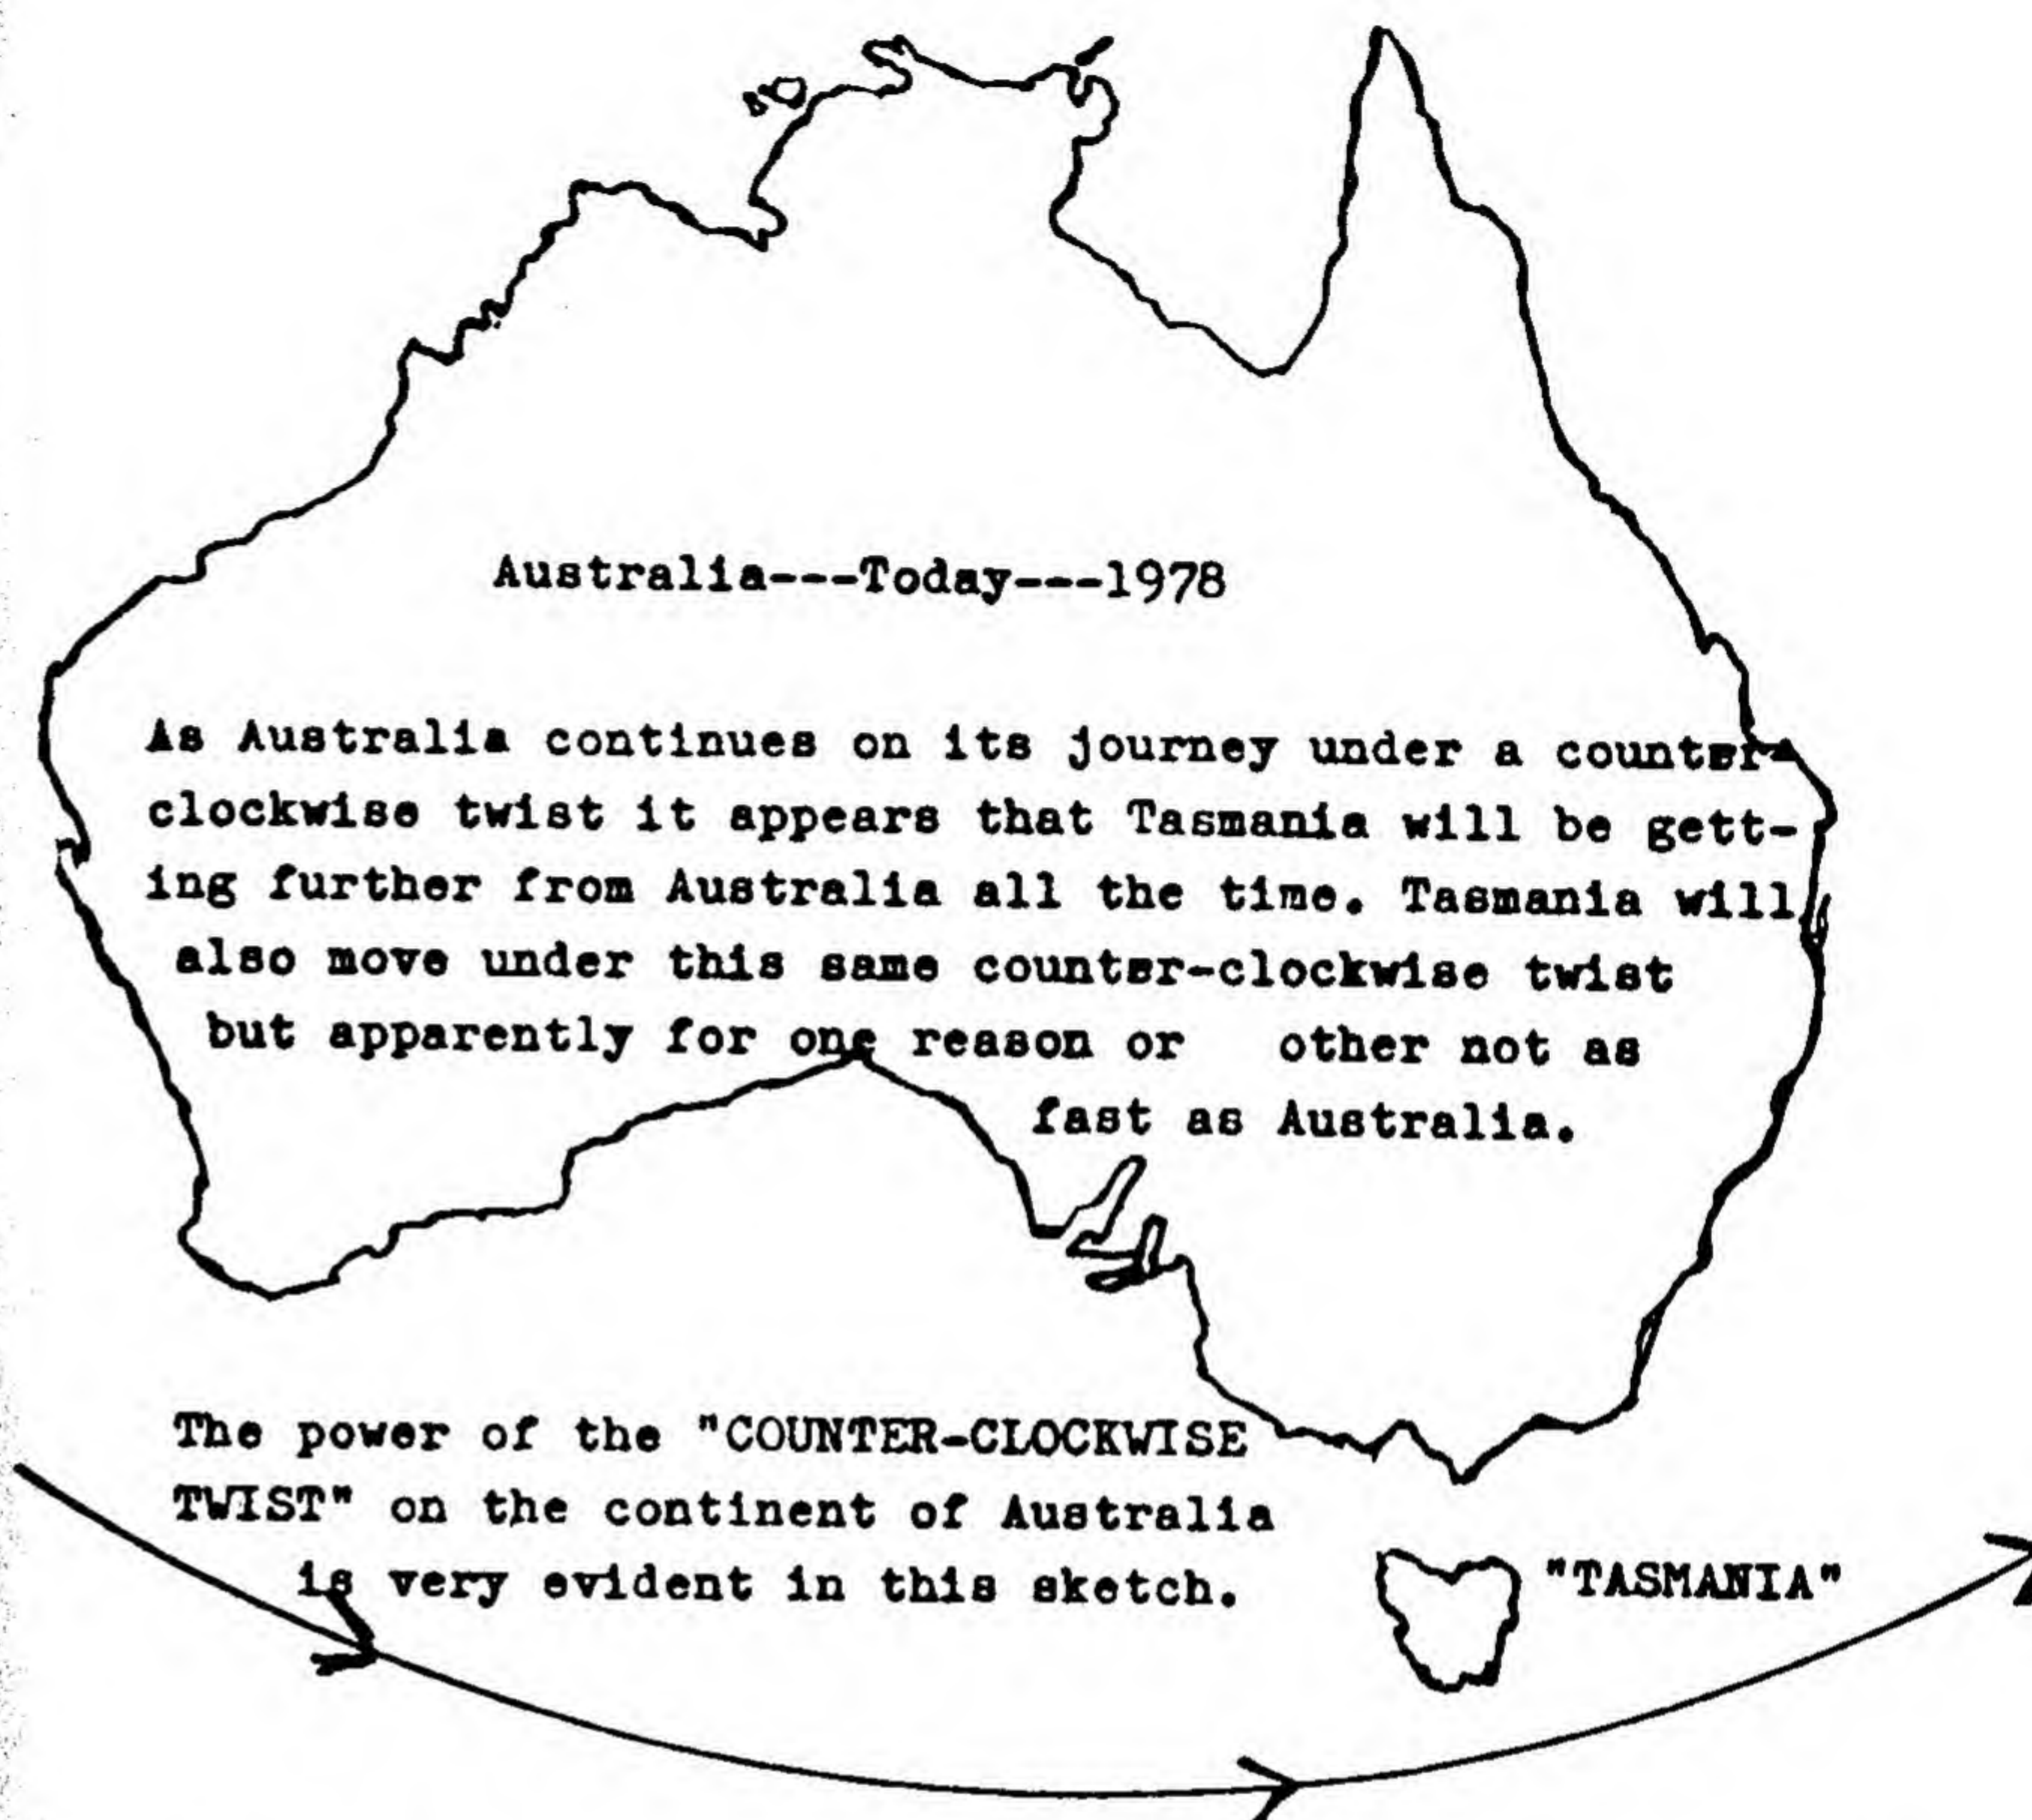 Australia---Today---1978
As Australia continues on its journey under a counter-
clockwise twist it appears that Tasmania will be gett-
ing further from Australia all the time. Tasmania will
also move under this same counter-clockwise twist
but apparently for one reason or other not as
fast as Australia.
The power of the "COUNTER-CLOCKWISE
TWIST" on the continent of Australia
is very evident in this sketch.
"TASMANIA"